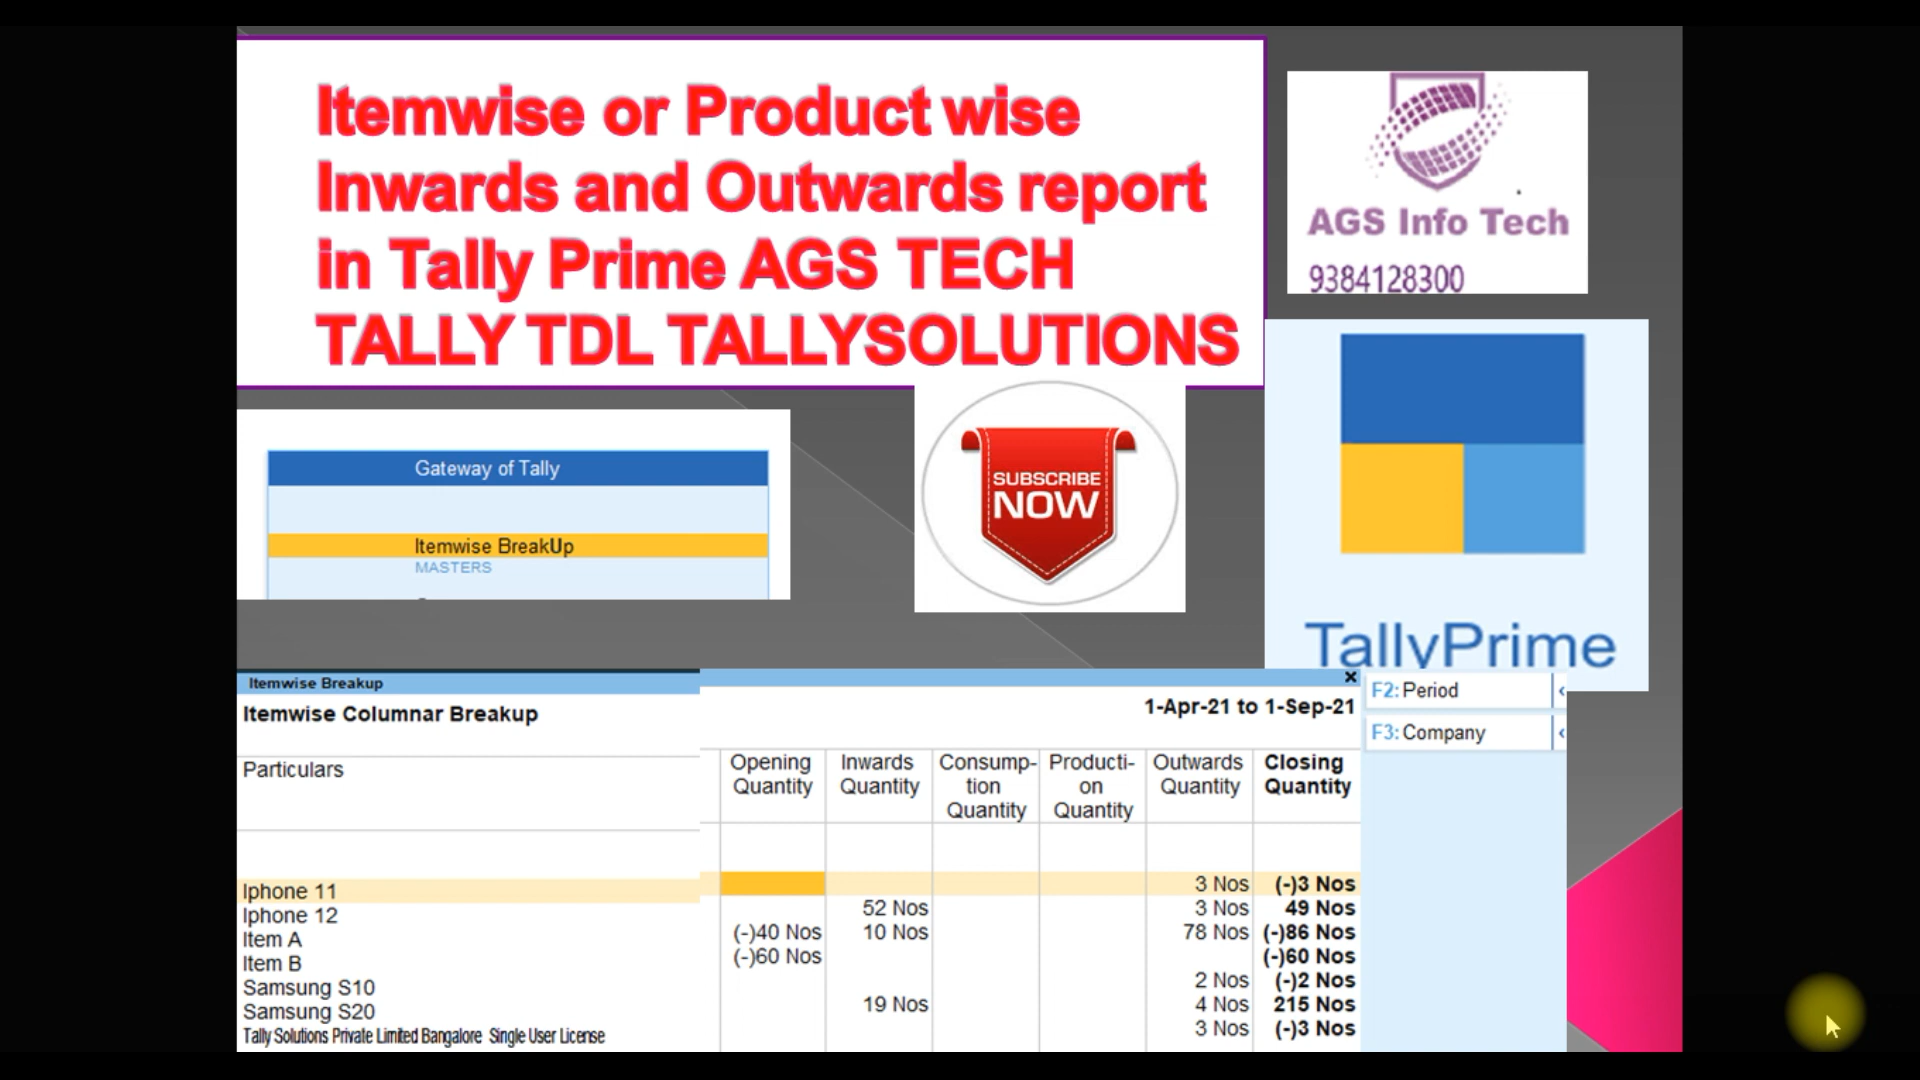 Itemwise or Product wise
Inwards and Outwards report
in Tally Prime AGS TECH
TALLY TDL TALLYSOLUTIONS
AGS Info Tech
9384128300
Gateway of Tally
Itemwise BreakUp
MASTERS
SUBSCRIBE
NOW
TallyPrime
Itemwise Breakup
F2: Period
F3: Company
Itemwise Columnar Breakup
1-Apr-21 to 1-Sep-21
Particulars Opening Quantity Inwards Quantity Consump-tion Quantity Producti-on Quantity Outwards Quantity Closing Quantity
Iphone 11 3 Nos (-)3 Nos
Iphone 12 52 Nos 3 Nos 49 Nos
Item A (-)40 Nos 10 Nos 78 Nos (-)86 Nos
Item B (-)60 Nos (-)60 Nos
Samsung S10 2 Nos (-)2 Nos
Samsung S20 19 Nos 4 Nos 215 Nos
Tally Solutions Private Limited Bangalore Single User License 3 Nos (-)3 Nos